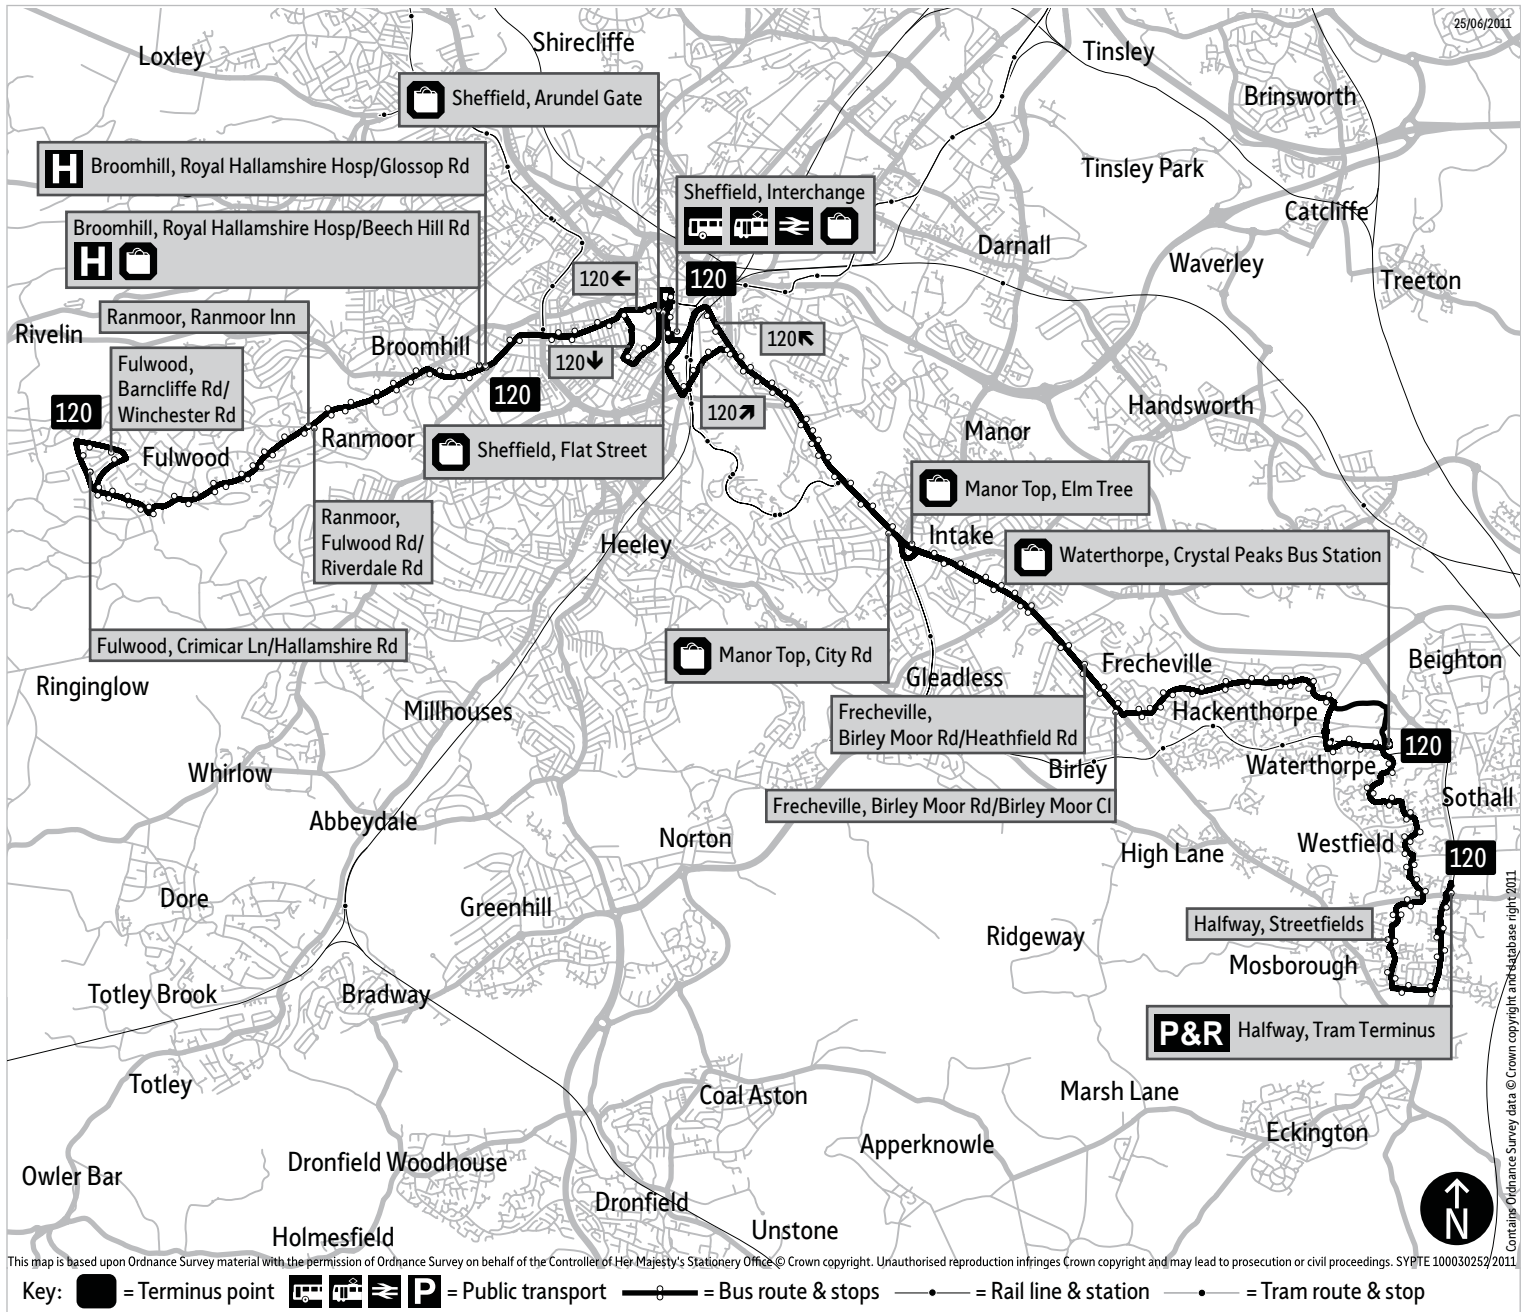 25/06/2011
Loxley
Shirecliffe
Tinsley
Brinsworth
Sheffield, Arundel Gate
H Broomhill, Royal Hallamshire Hosp/Glossop Rd
Tinsley Park
Sheffield, Interchange
Catcliffe
Broomhill, Royal Hallamshire Hosp/Beech Hill Rd
H
Darnall
Waverley
Treeton
120
120
Ranmoor, Ranmoor Inn
Rivelin
Broomhill
120
120
Fulwood,
Barncliffe Rd/
Winchester Rd
120
120
120
Handsworth
Manor
Ranmoor
Fulwood
Sheffield, Flat Street
Manor Top, Elm Tree
Ranmoor,
Fulwood Rd/
Riverdale Rd
Heeley
Intake
Waterthorpe, Crystal Peaks Bus Station
Fulwood, Crimicar Ln/Hallamshire Rd
Manor Top, City Rd
Frecheville
Beighton
Ringinglow
Gleadless
Millhouses
Frecheville,
Birley Moor Rd/Heathfield Rd
Hackenthorpe
120
Whirlow
Birley
Waterthorpe
Frecheville, Birley Moor Rd/Birley Moor Cl
Sothall
Abbeydale
Norton
High Lane
Westfield
120
Dore
Greenhill
Halfway, Streetfields
Ridgeway
Mosborough
Totley Brook
Bradway
P&R Halfway, Tram Terminus
Totley
Coal Aston
Marsh Lane
Apperknowle
Eckington
Owler Bar
Dronfield Woodhouse
Dronfield
Unstone
Holmesfield
N
Contains Ordnance Survey data © Crown copyright and database right 2011
This map is based upon Ordnance Survey material with the permission of Ordnance Survey on behalf of the Controller of Her Majesty's Stationery Office © Crown copyright. Unauthorised reproduction infringes Crown copyright and may lead to prosecution or civil proceedings. SYPTE 100030252 2011
Key: = Terminus point P = Public transport = Bus route & stops = Rail line & station = Tram route & stop